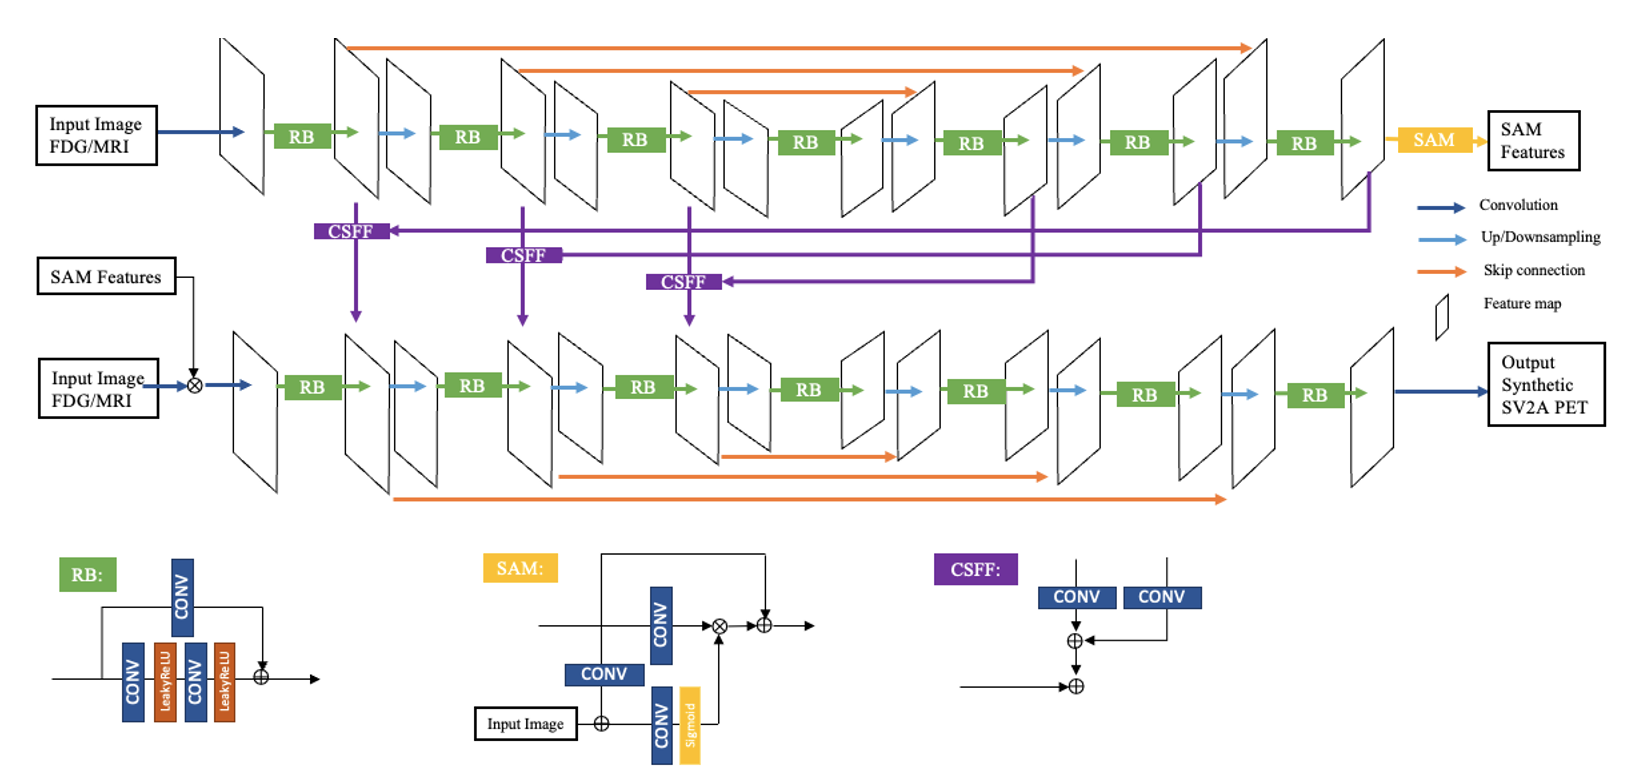 Input Image
FDG/MRI
RB
RB
RB
RB
RB
RB
RB
SAM
SAM
Features
Convolution
Up/Downsampling
Skip connection
Feature map
CSFF
CSFF
CSFF
SAM Features
Input Image
FDG/MRI
RB
RB
RB
RB
RB
RB
RB
Output
Synthetic
SV2A PET
RB:
CONV
CONV
LeakyReLU
CONV
LeakyReLU
SAM:
CONV
CONV
Input Image
CONV
Sigmoid
CSFF:
CONV
CONV